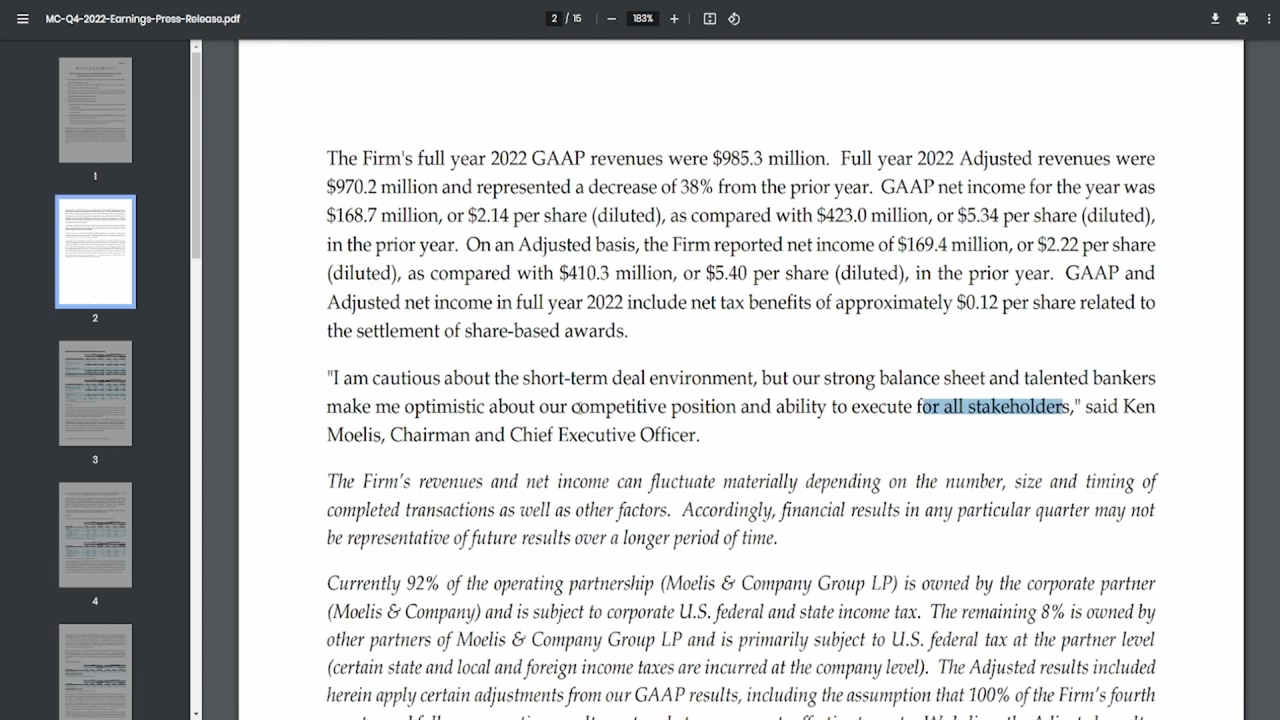 MC-Q4-2022-Earnings-Press-Release.pdf
2 / 15
183%
1
2
3
4
The Firm's full year 2022 GAAP revenues were $985.3 million. Full year 2022 Adjusted revenues were
$970.2 million and represented a decrease of 38% from the prior year. GAAP net income for the year was
$168.7 million, or $2.17 per share (diluted), as compared with $423.0 million, or $5.34 per share (diluted),
in the prior year. On an Adjusted basis, the Firm reported net income of $169.4 million, or $2.22 per share
(diluted), as compared with $410.3 million, or $5.40 per share (diluted), in the prior year. GAAP and
Adjusted net income in full year 2022 include net tax benefits of approximately $0.12 per share related to
the settlement of share-based awards.
"I am cautious about the short-term deal environment, but our strong balance sheet and talented bankers
make me optimistic about our competitive position and ability to execute for all stakeholders," said Ken
Moelis, Chairman and Chief Executive Officer.
The Firm's revenues and net income can fluctuate materially depending on the number, size and timing of
completed transactions as well as other factors. Accordingly, financial results in any particular quarter may not
be representative of future results over a longer period of time.
Currently 92% of the operating partnership (Moelis & Company Group LP) is owned by the corporate partner
(Moelis & Company) and is subject to corporate U.S. federal and state income tax. The remaining 8% is owned by
other partners of Moelis & Company Group LP and is subject to U.S. federal tax at the partner level
(certain state and local and foreign income taxes are incurred at the firm level). The Adjusted results included
herein apply certain adjustments from our GAAP results, including the assumption that 100% of the Firm's fourth